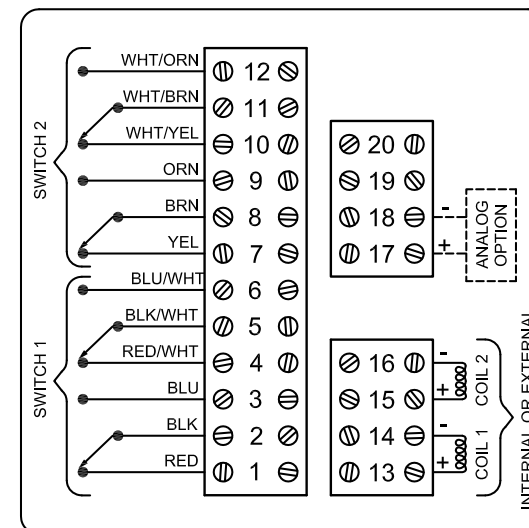 SWITCH 2
WHT/ORN 12
WHT/BRN 11
WHT/YEL 10
ORN 9
BRN 8
YEL 7
SWITCH 1
BLU/WHT 6
BLK/WHT 5
RED/WHT 4
BLU 3
BLK 2
RED 1
20
19
18 -
17 +
ANALOG
OPTION
16 -
15 +
COIL 2
14 -
13 +
COIL 1
INTERNAL OR EXTERNAL